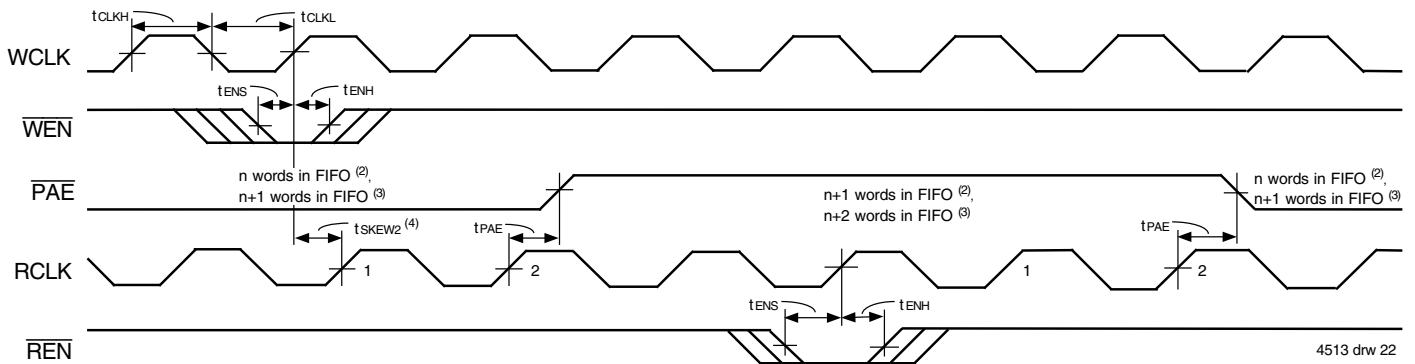 tCLKH
tCLKL
WCLK
tENS
tENH
WEN
n words in FIFO (2),
n+1 words in FIFO (3)
PAE
n+1 words in FIFO (2),
n+2 words in FIFO (3)
n words in FIFO (2),
n+1 words in FIFO (3)
tSKEW2 (4)
tPAE
tPAE
RCLK
1
2
1
2
tENS
tENH
REN
4513 drw 22